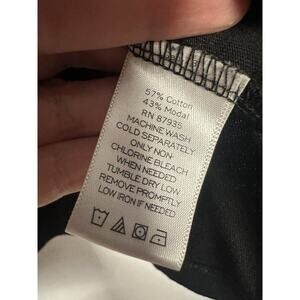 57% Cotton
43% Modal
RN 87935
MACHINE WASH
COLD SEPARATELY
ONLY NON-
CHLORINE BLEACH
WHEN NEEDED
TUMBLE DRY LOW
REMOVE PROMPTLY
LOW IRON IF NEEDED